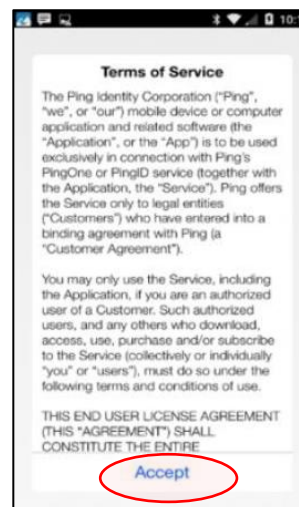 10:
Terms of Service
The Ping Identity Corporation ("Ping",
"we", or "our") mobile device or computer
application and related software (the
"Application", or the "App") is to be used
exclusively in connection with Ping's
PingOne or PingID service (together with
the Application, the "Service"). Ping offers
the Service only to legal entities
("Customers") who have entered into a
binding agreement with Ping (a
"Customer Agreement").
You may only use the Service, including
the Application, if you are an authorized
user of a Customer. Such authorized
users, and any others who download,
access, use, purchase and/or subscribe
to the Service (collectively or individually
"you" or "users"), must do so under the
following terms and conditions of use.
THIS END USER LICENSE AGREEMENT
(THIS "AGREEMENT") SHALL
CONSTITUTE THE ENTIRE
Accept